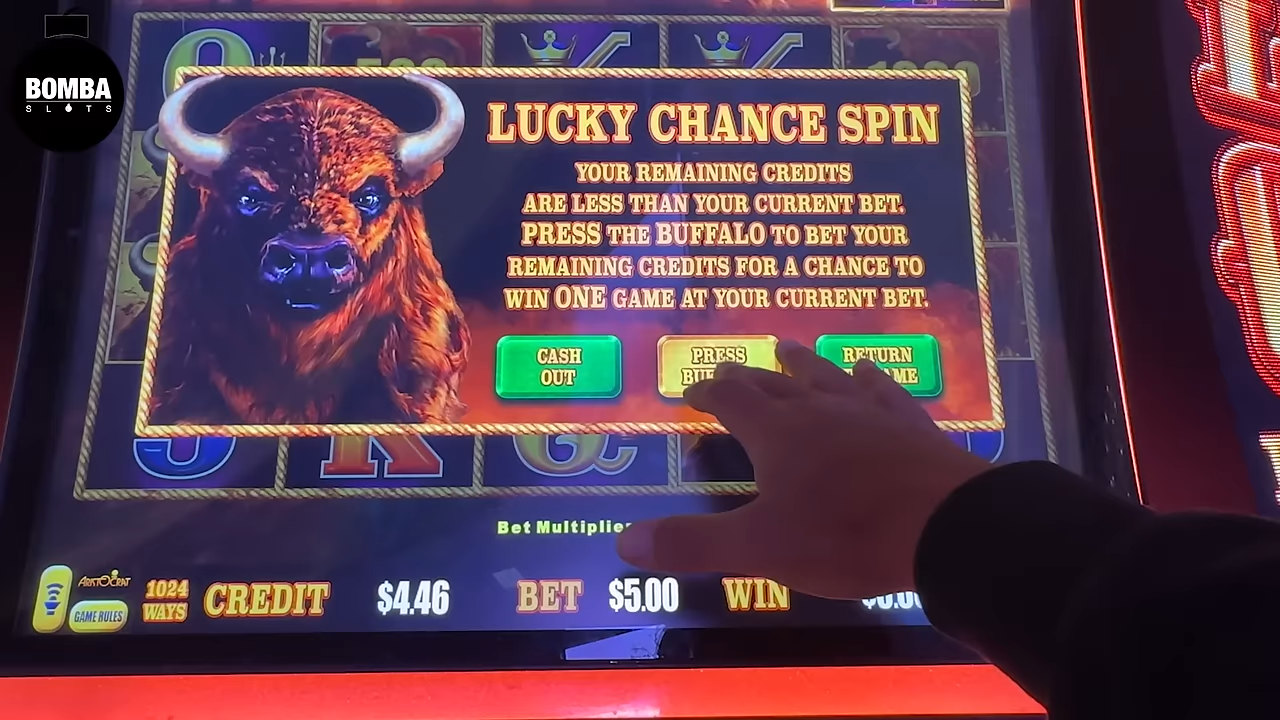 BOMBA
SLOTS
LUCKY CHANCE SPIN
YOUR REMAINING CREDITS
ARE LESS THAN YOUR CURRENT BET.
PRESS THE BUFFALO TO BET YOUR
REMAINING CREDITS FOR A CHANCE TO
WIN ONE GAME AT YOUR CURRENT BET.
CASH
OUT
PRESS
RETURN
K
Bet Multiplier
ARISTOCRAT
GAME RULES
1024
WAYS
CREDIT
$4.46
BET
$5.00
WIN